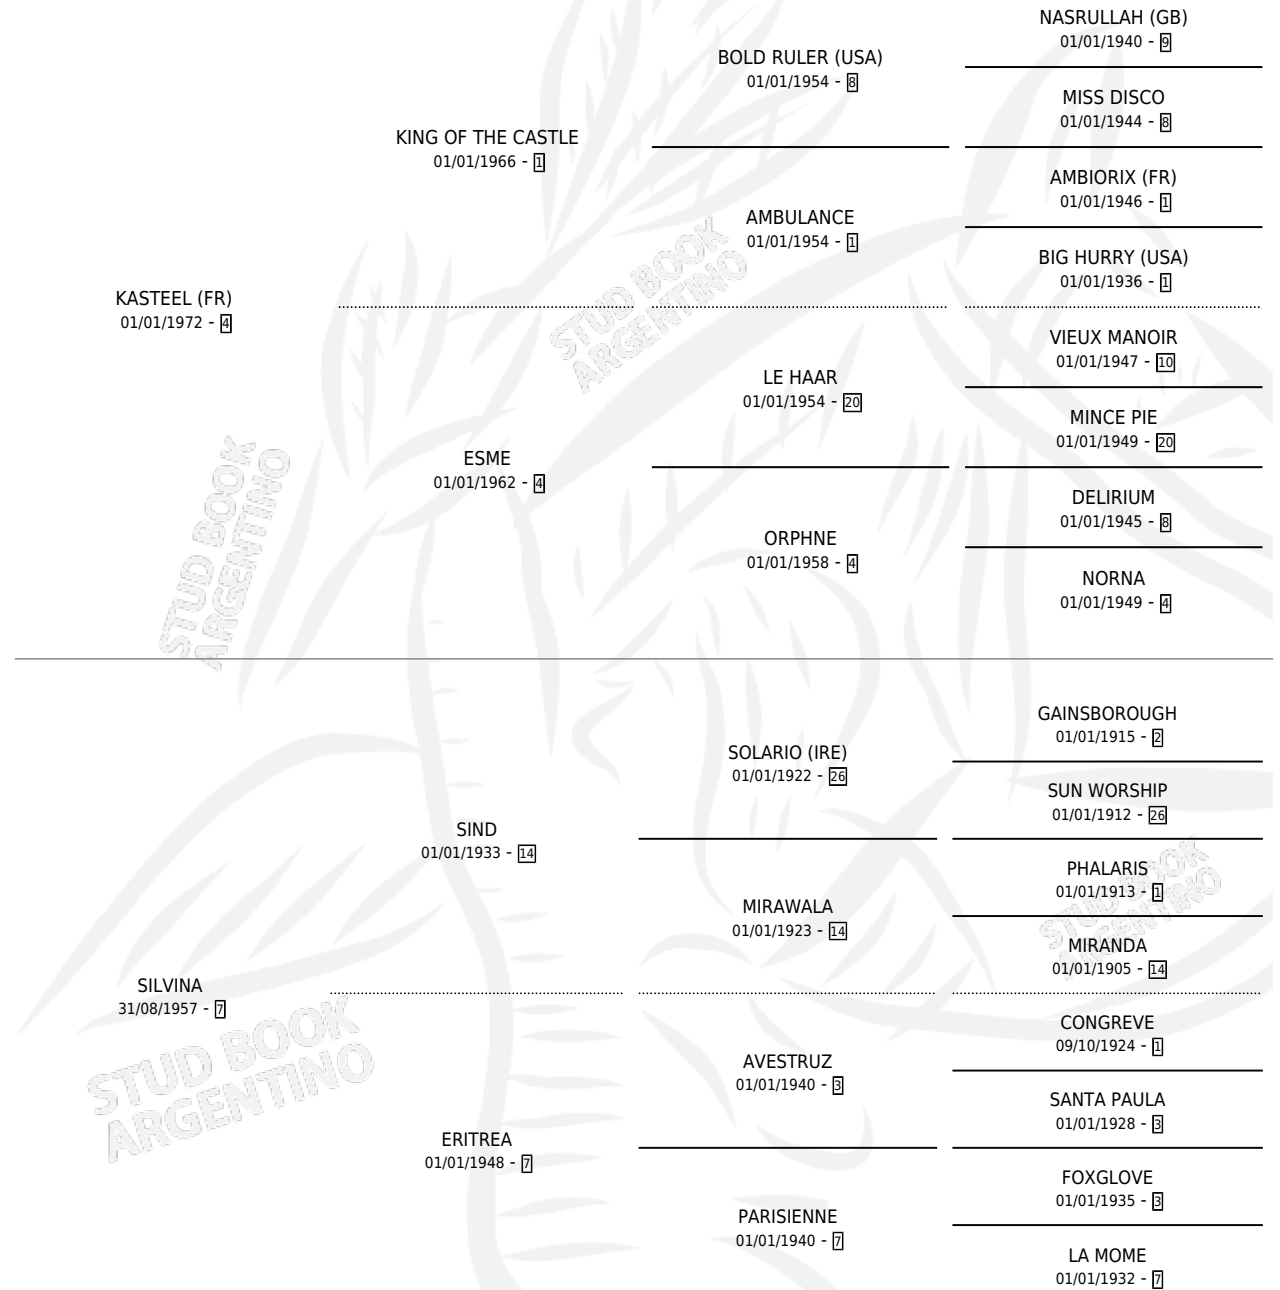 NASRULLAH (GB)
01/01/1940 - 9
BOLD RULER (USA)
01/01/1954 - 8
MISS DISCO
01/01/1944 - 8
KING OF THE CASTLE
01/01/1966 - 1
AMBIORIX (FR)
01/01/1946 - 1
AMBULANCE
01/01/1954 - 1
BIG HURRY (USA)
01/01/1936 - 1
KASTEEL (FR)
01/01/1972 - 4
VIEUX MANOIR
01/01/1947 - 10
LE HAAR
01/01/1954 - 20
MINCE PIE
01/01/1949 - 20
ESME
01/01/1962 - 4
DELIRIUM
01/01/1945 - 8
ORPHNE
01/01/1958 - 4
NORNA
01/01/1949 - 4
GAINSBOROUGH
01/01/1915 - 2
SOLARIO (IRE)
01/01/1922 - 26
SUN WORSHIP
01/01/1912 - 26
SIND
01/01/1933 - 14
PHALARIS
01/01/1913 - 1
MIRAWALA
01/01/1923 - 14
MIRANDA
01/01/1905 - 14
SILVINA
31/08/1957 - 7
CONGREVE
09/10/1924 - 1
AVESTRUZ
01/01/1940 - 3
SANTA PAULA
01/01/1928 - 3
ERITREA
01/01/1948 - 7
FOXGLOVE
01/01/1935 - 3
PARISIENNE
01/01/1940 - 7
LA MOME
01/01/1932 - 7
STUD BOOK
ARGENTINO
STUD BOOK
ARGENTINO
STUD BOOK
ARGENTINO
STUD BOOK
ARGENTINO